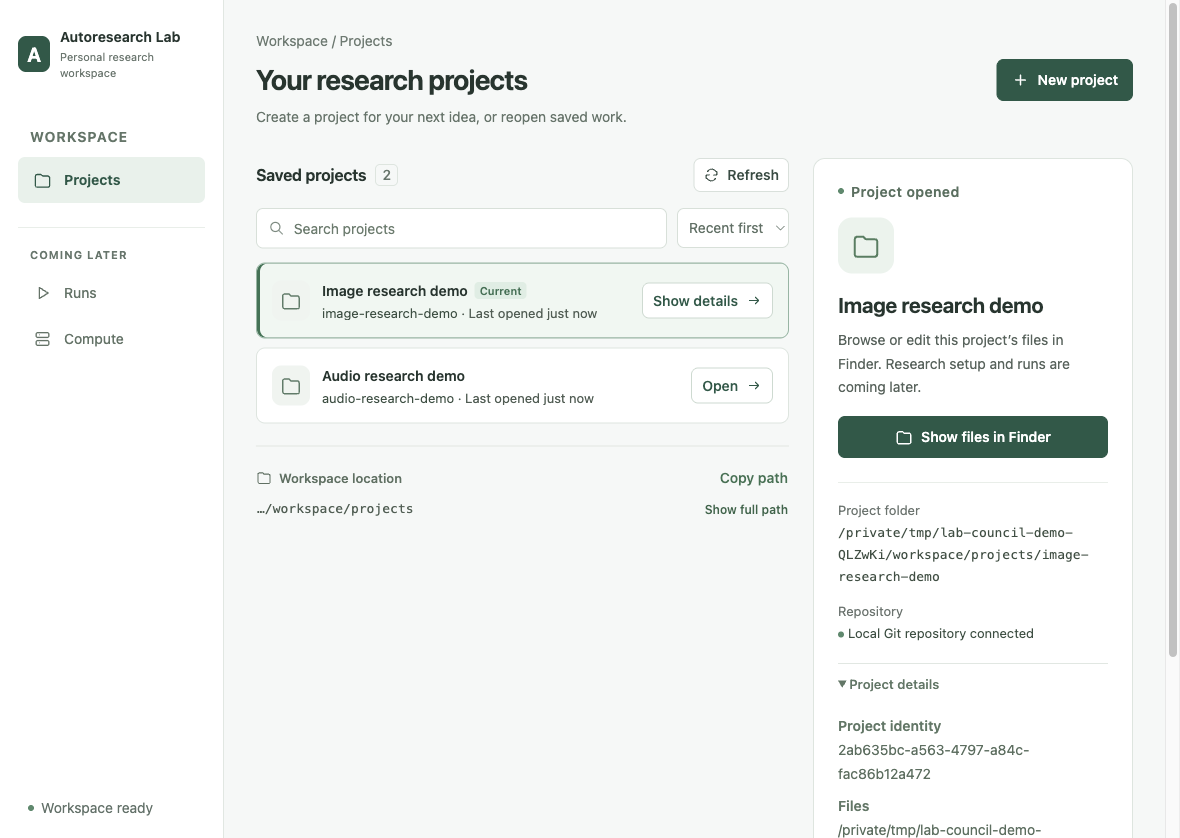 A
Autoresearch Lab
Personal research
workspace
WORKSPACE
Projects
COMING LATER
Runs
Compute
Workspace ready
Workspace / Projects
Your research projects
Create a project for your next idea, or reopen saved work.
New project
Saved projects 2
Refresh
Search projects
Recent first
Image research demo Current
image-research-demo · Last opened just now
Show details →
Audio research demo
audio-research-demo · Last opened just now
Open →
Workspace location
Copy path
…/workspace/projects
Show full path
Project opened
Image research demo
Browse or edit this project’s files in
Finder. Research setup and runs are
coming later.
Show files in Finder
Project folder
/private/tmp/lab-council-demo-
QLZwKi/workspace/projects/image-
research-demo
Repository
Local Git repository connected
Project details
Project identity
2ab635bc-a563-4797-a84c-
fac86b12a472
Files
/private/tmp/lab-council-demo-